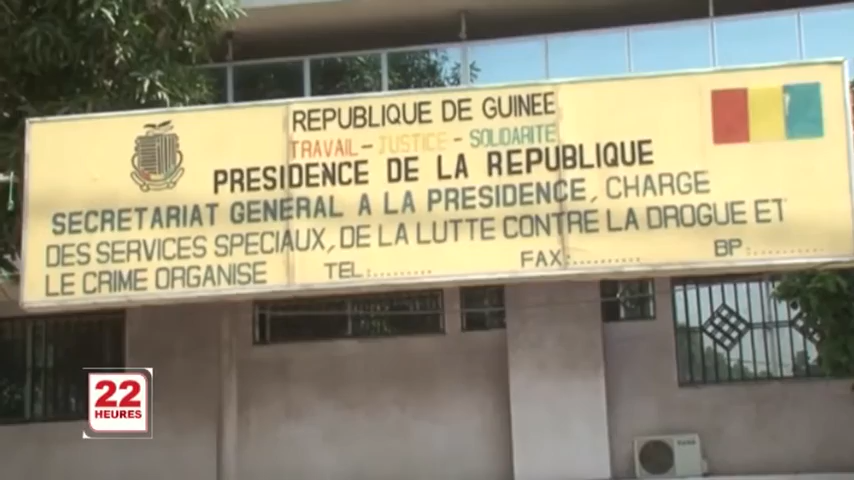 REPUBLIQUE DE GUINEE
TRAVAIL - JUSTICE - SOLIDARITE
PRESIDENCE DE LA REPUBLIQUE
SECRETARIAT GENERAL A LA PRESIDENCE, CHARGE
DES SERVICES SPECIAUX, DE LA LUTTE CONTRE LA DROGUE ET
LE CRIME ORGANISE TEL:......... FAX:.......... BP:..........
22
HEURES